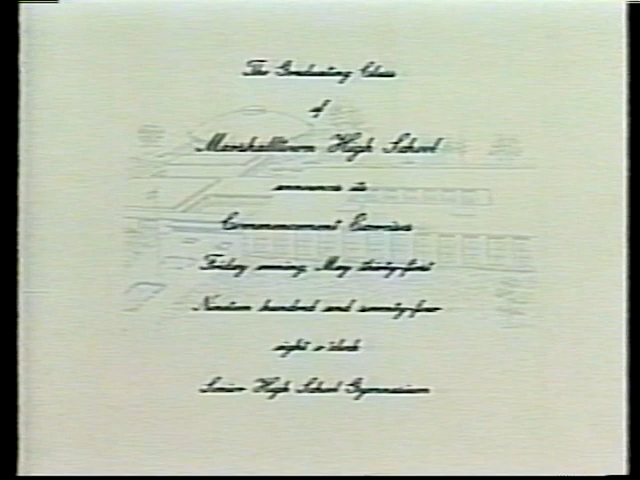 The Graduating Class
of
Marshalltown High School
announces its
Commencement Exercises
Friday evening, May thirty-first
Nineteen hundred and seventy-four
eight o'clock
Senior High School Gymnasium